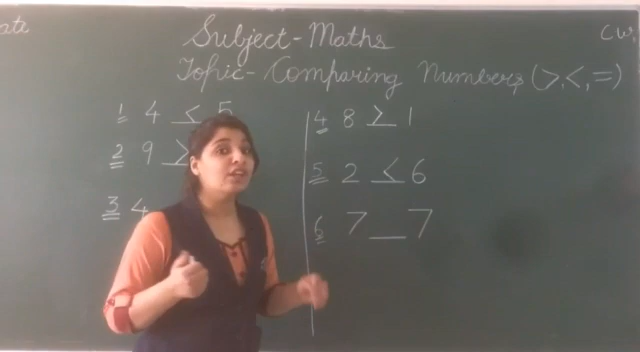 ate
C.W.
Subject-Maths
Topic-Comparing Numbers(>,<,=)
1 4 < 5
2 9 >
3 4
4 8 > 1
5 2 < 6
6 7 __ 7